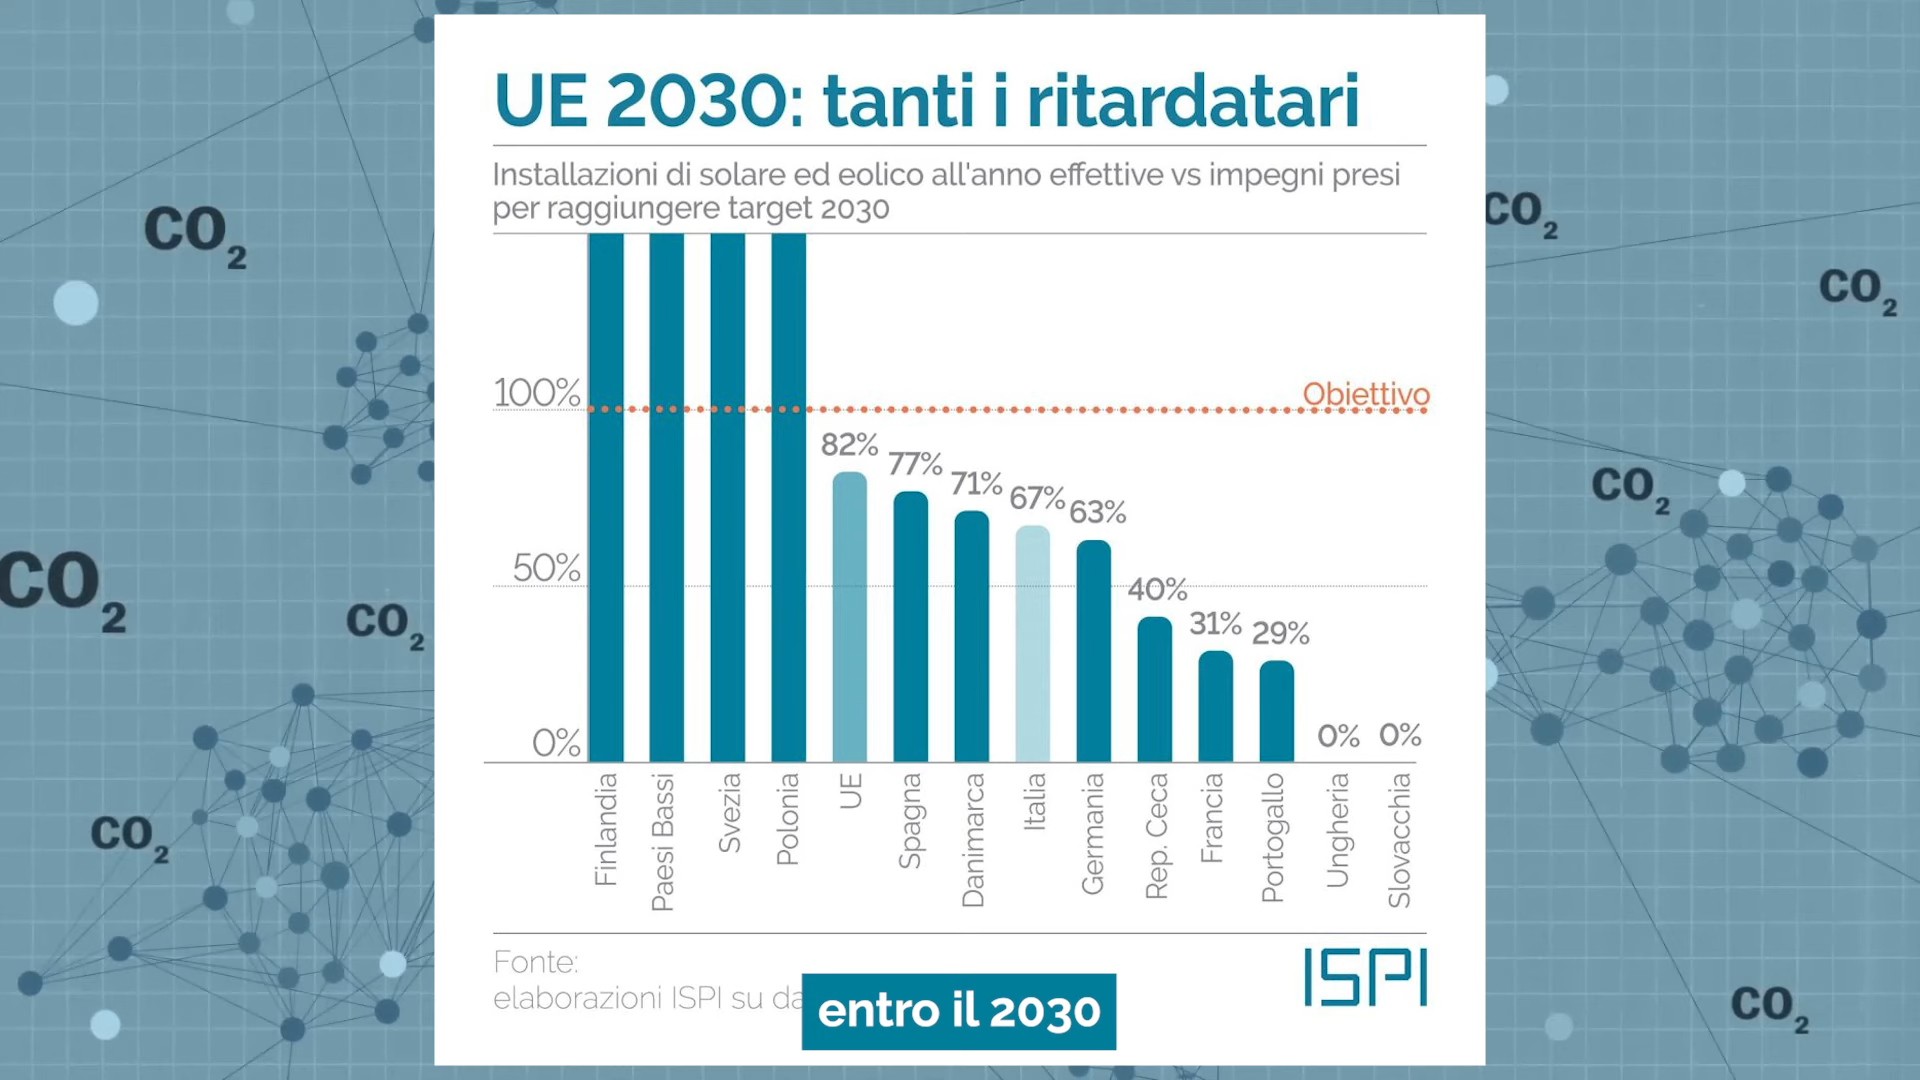 UE 2030: tanti i ritardatari
Installazioni di solare ed eolico all'anno effettive vs impegni presi
per raggiungere target 2030
100%
Obiettivo
82%
77%
71%
67%
63%
50%
40%
31%
29%
0%
0%
0%
Finlandia
Paesi Bassi
Svezia
Polonia
UE
Spagna
Danimarca
Italia
Germania
Rep. Ceca
Francia
Portogallo
Ungheria
Slovacchia
Fonte:
elaborazioni ISPI su
entro il 2030
ISPI
CO2
CO2
CO2
CO2
CO2
CO2
CO2
CO2